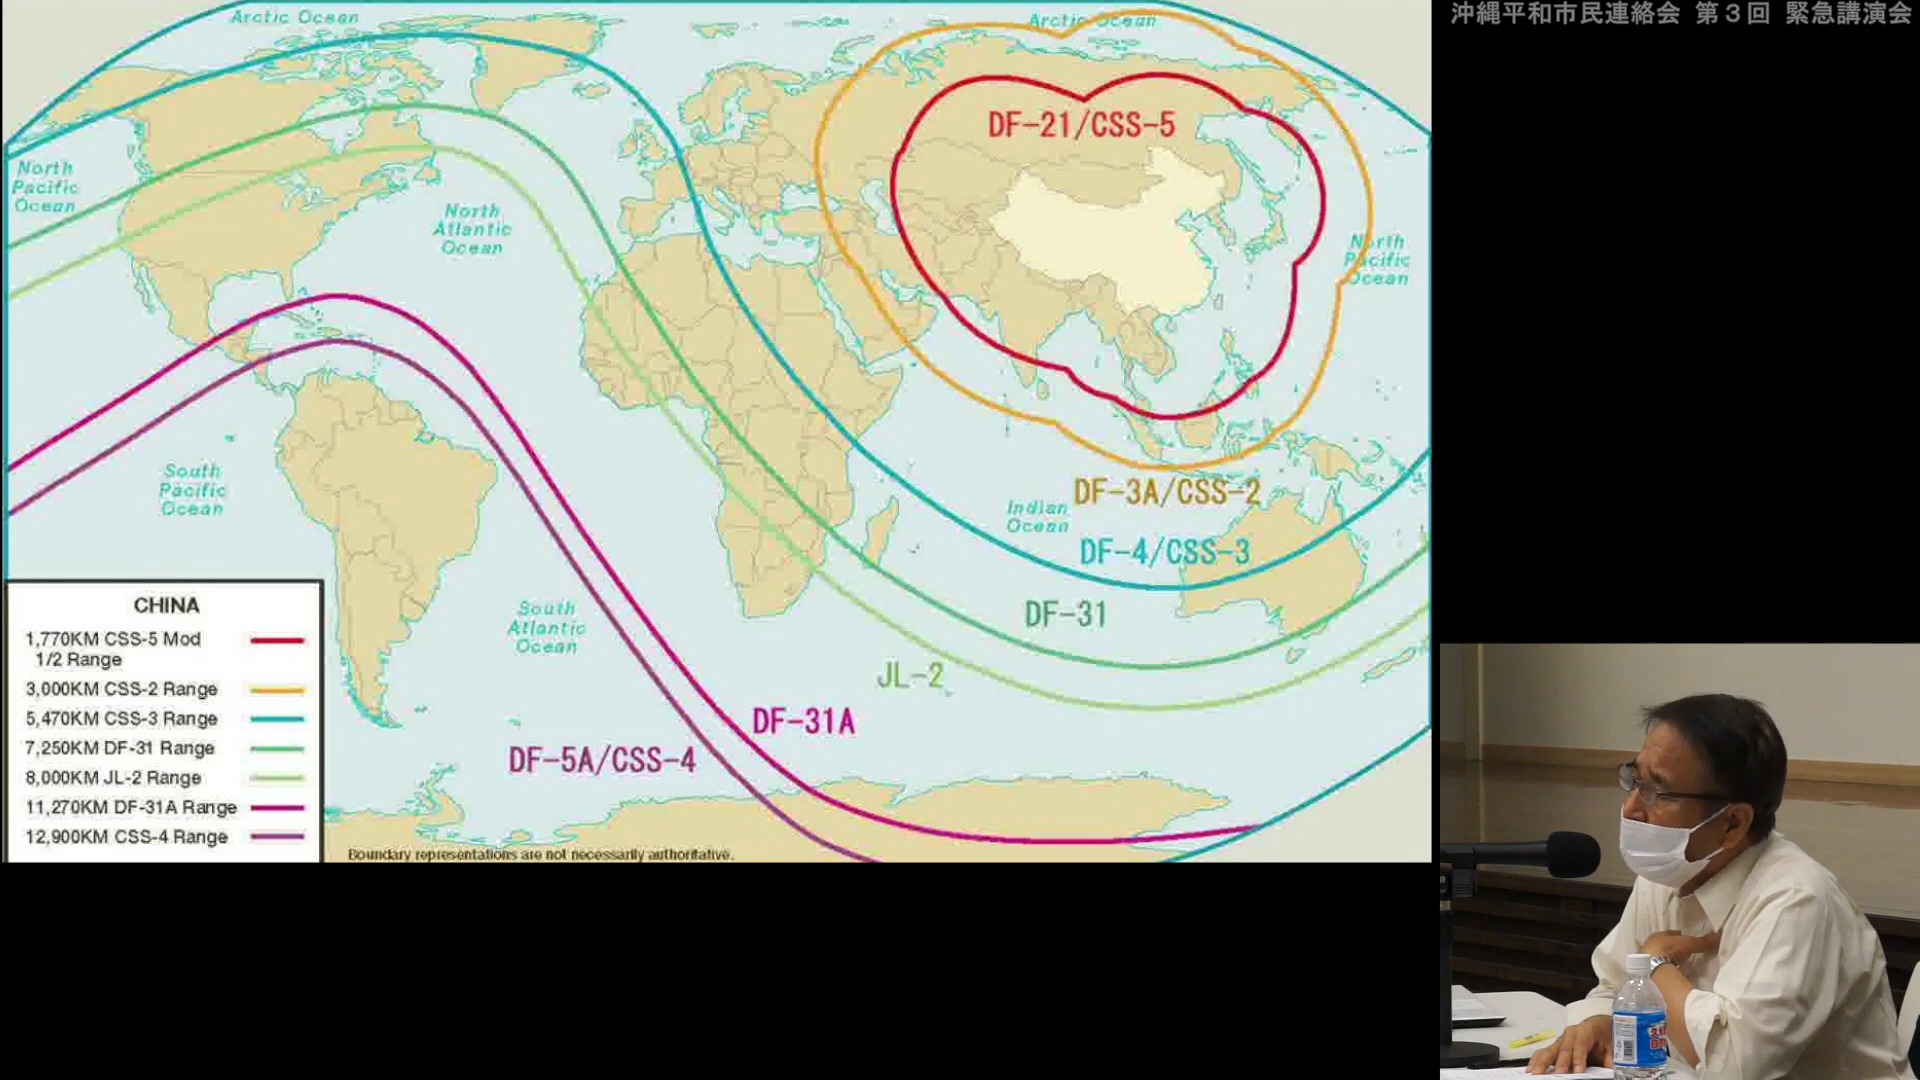 沖縄平和市民連絡会 第３回 緊急講演会
Arctic Ocean
Arctic Ocean
DF-21/CSS-5
North
Pacific
Ocean
North
Atlantic
Ocean
North
Pacific
Ocean
South
Pacific
Ocean
DF-3A/CSS-2
Indian
Ocean
DF-4/CSS-3
South
Atlantic
Ocean
DF-31
JL-2
DF-31A
DF-5A/CSS-4
CHINA
1,770KM CSS-5 Mod
1/2 Range
3,000KM CSS-2 Range
5,470KM CSS-3 Range
7,250KM DF-31 Range
8,000KM JL-2 Range
11,270KM DF-31A Range
12,900KM CSS-4 Range
Boundary representations are not necessarily authoritative.